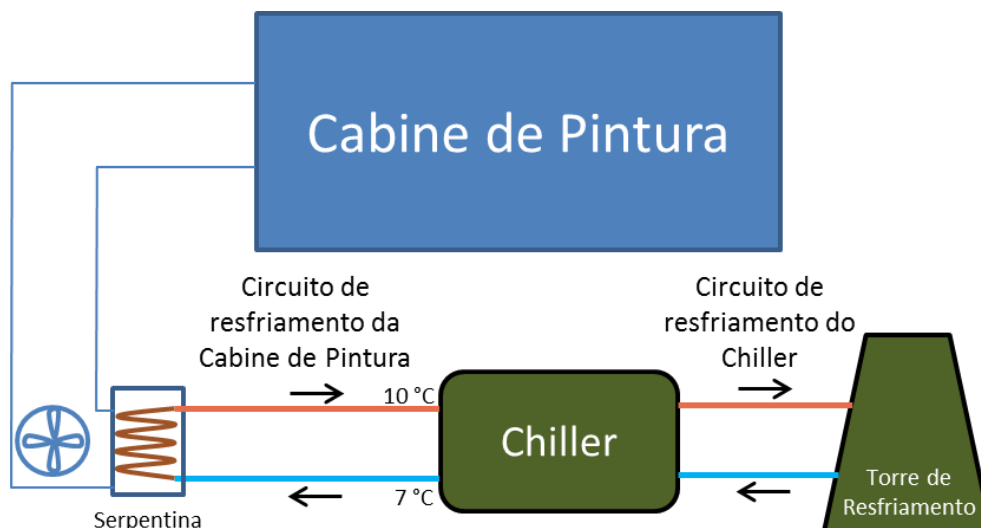 Cabine de Pintura
Circuito de
resfriamento da
Cabine de Pintura
Circuito de
resfriamento do
Chiller
10 °C
Chiller
7 °C
Serpentina
Torre de
Resfriamento